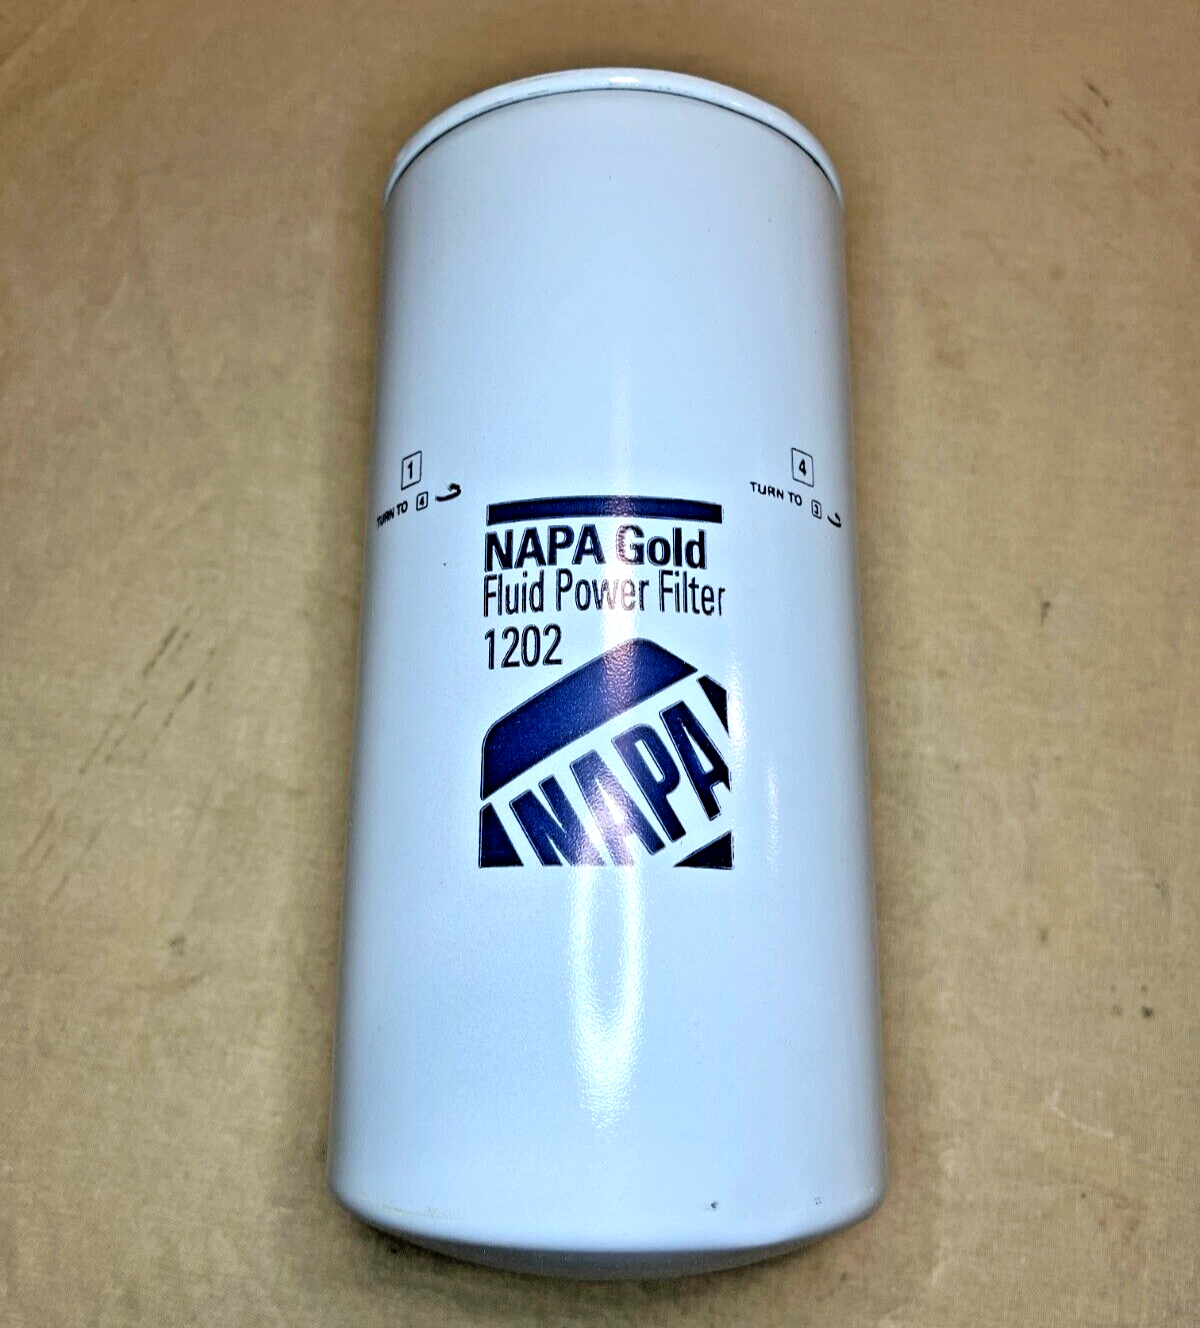 1
TURN TO 4
4
TURN TO 3
NAPA Gold
Fluid Power Filter
1202
NAPA